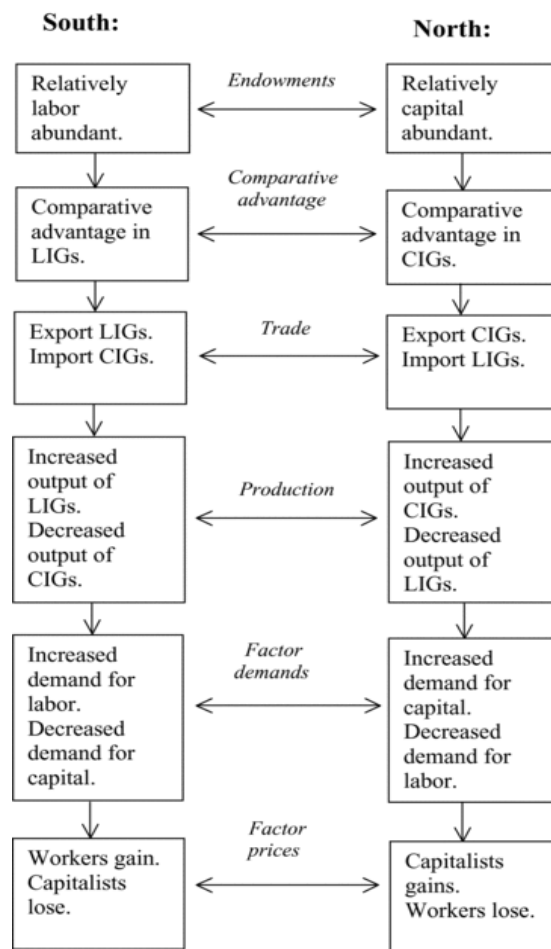 South:
North:
Relatively
labor
abundant.
Endowments
Relatively
capital
abundant.
Comparative
advantage in
LIGs.
Comparative
advantage
Comparative
advantage in
CIGs.
Export LIGs.
Import CIGs.
Trade
Export CIGs.
Import LIGs.
Increased
output of
LIGs.
Decreased
output of
CIGs.
Production
Increased
output of
CIGs.
Decreased
output of
LIGs.
Increased
demand for
labor.
Decreased
demand for
capital.
Factor
demands
Increased
demand for
capital.
Decreased
demand for
labor.
Workers gain.
Capitalists
lose.
Factor
prices
Capitalists
gains.
Workers lose.